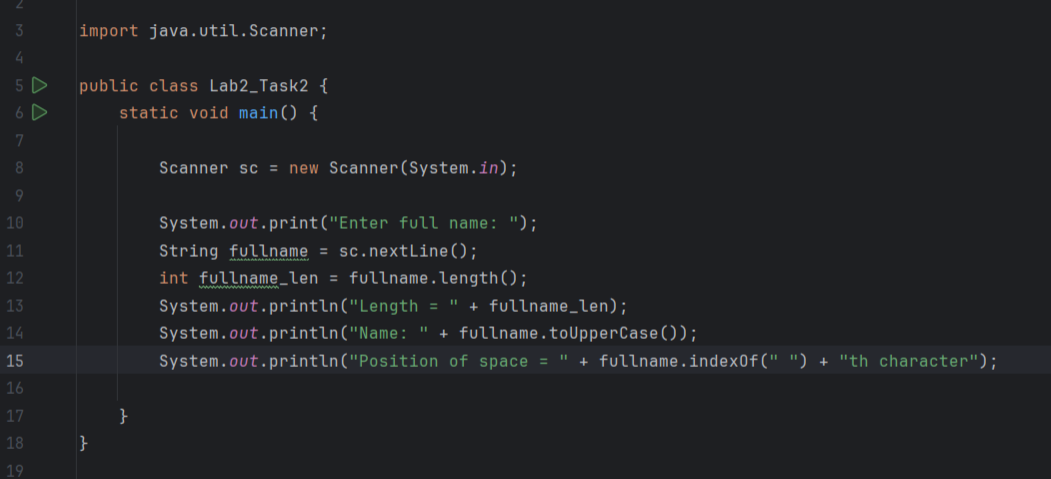 2
3 import java.util.Scanner;
4
5 public class Lab2_Task2 {
6 static void main() {
7
8 Scanner sc = new Scanner(System.in);
9
10 System.out.print("Enter full name: ");
11 String fullname = sc.nextLine();
12 int fullname_len = fullname.length();
13 System.out.println("Length = " + fullname_len);
14 System.out.println("Name: " + fullname.toUpperCase());
15 System.out.println("Position of space = " + fullname.indexOf(" ") + "th character");
16
17 }
18 }
19